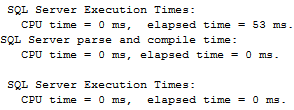 SQL Server Execution Times:
CPU time = 0 ms, elapsed time = 53 ms.
SQL Server parse and compile time:
CPU time = 0 ms, elapsed time = 0 ms.
SQL Server Execution Times:
CPU time = 0 ms, elapsed time = 0 ms.